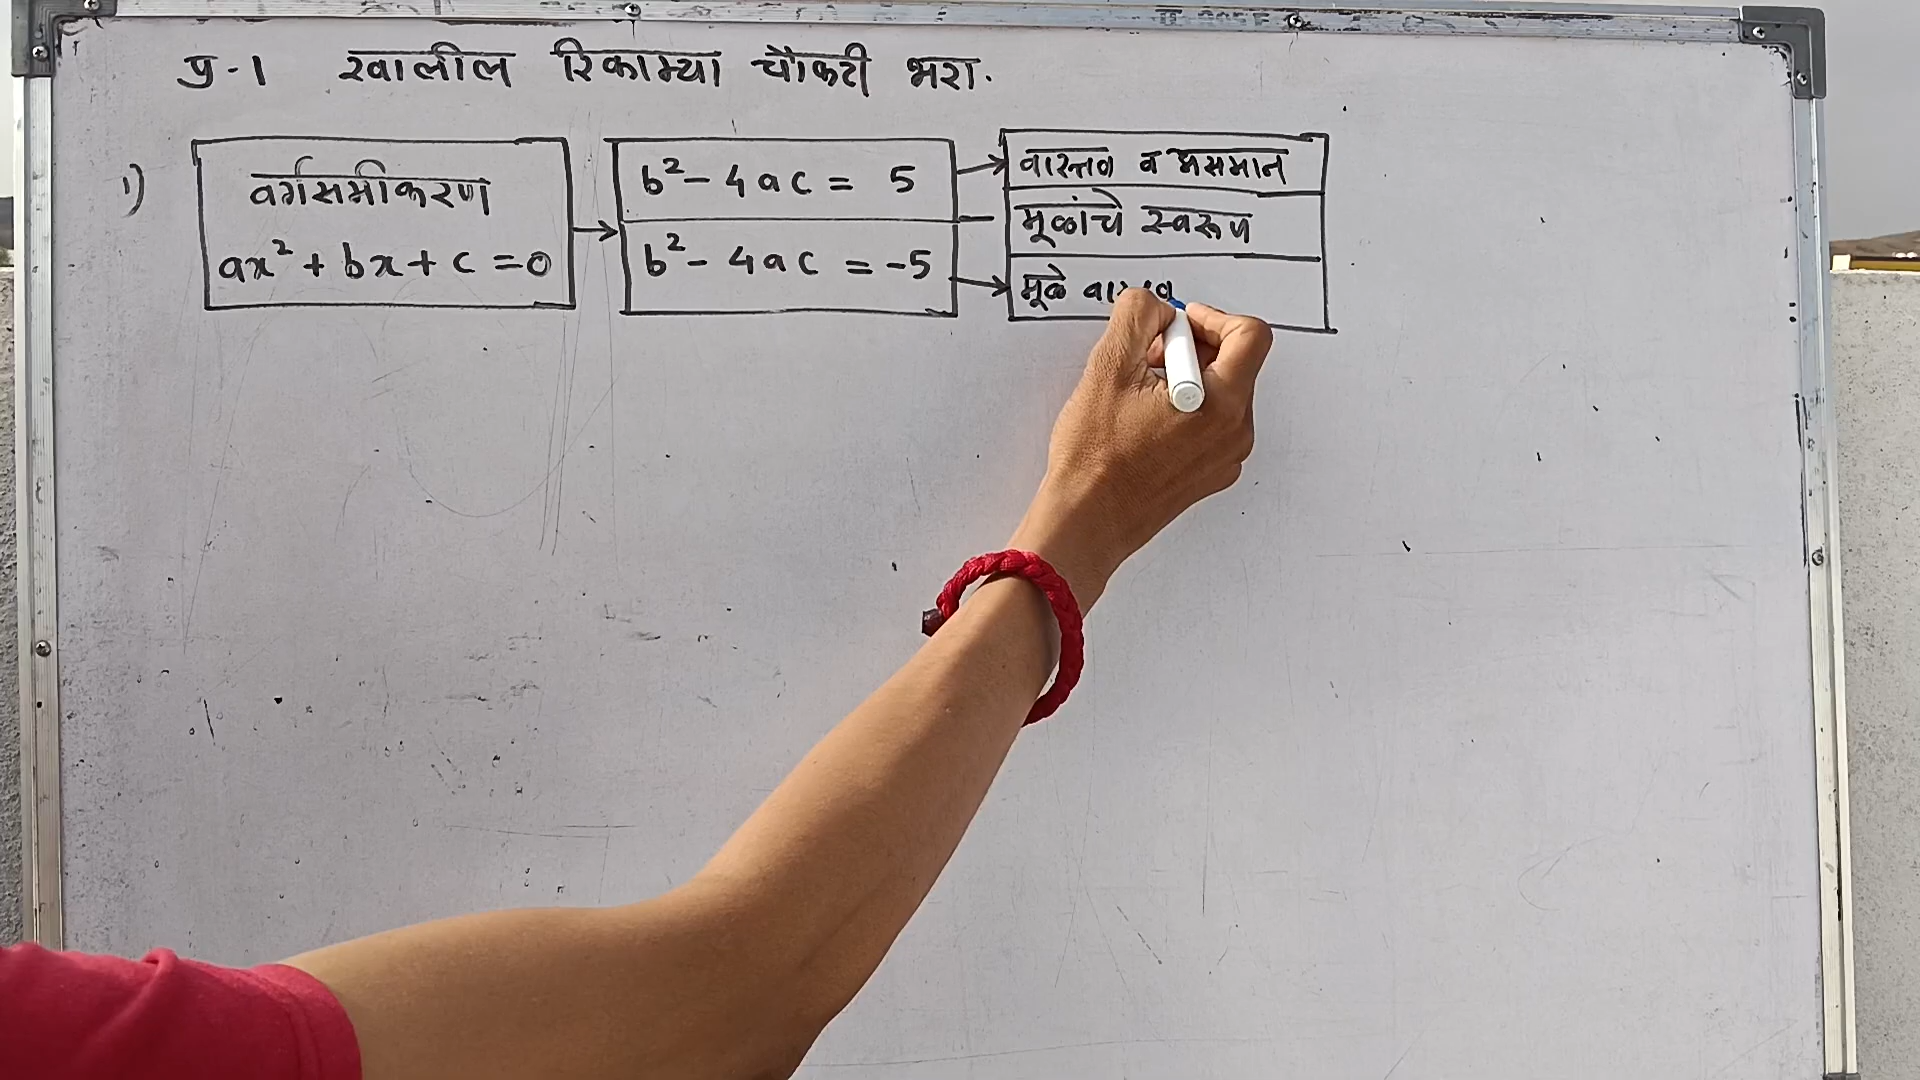 प्र.1 खालील रिकाम्या चौकटी भरा.
1) वर्गसमीकरण
ax² + bx + c = 0
b² - 4ac = 5
b² - 4ac = -5
वास्तव व असमान
मूळांचे स्वरूप
मूळे वास्तव